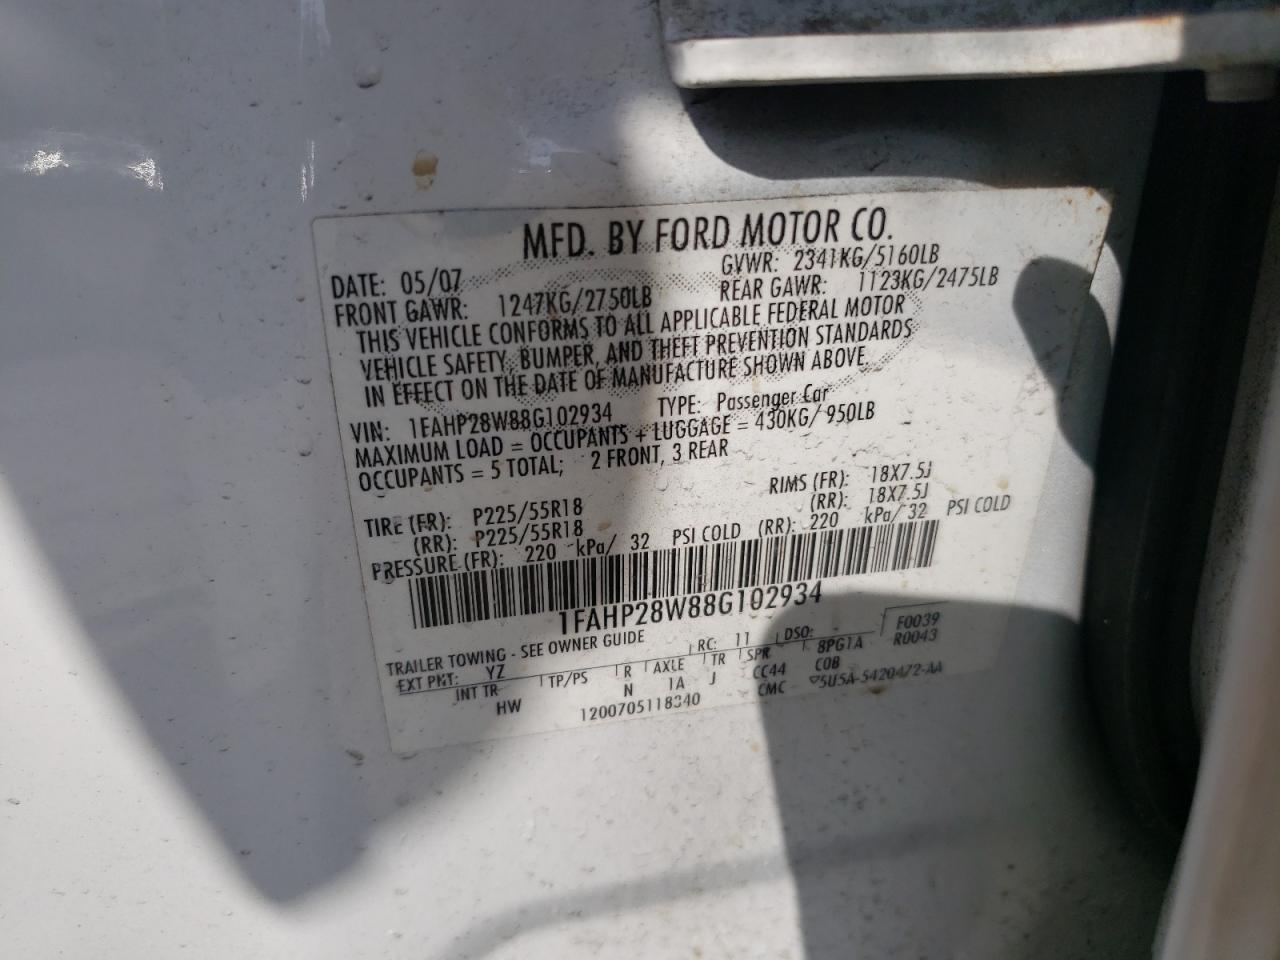 MFD. BY FORD MOTOR CO.
DATE: 05/07 GVWR: 2341KG/5160LB
FRONT GAWR: 1247KG/2750LB REAR GAWR: 1123KG/2475LB
THIS VEHICLE CONFORMS TO ALL APPLICABLE FEDERAL MOTOR
VEHICLE SAFETY, BUMPER, AND THEFT PREVENTION STANDARDS
IN EFFECT ON THE DATE OF MANUFACTURE SHOWN ABOVE.
VIN: 1FAHP28W88G102934 TYPE: Passenger Car
MAXIMUM LOAD = OCCUPANTS + LUGGAGE = 430KG/ 950LB
OCCUPANTS = 5 TOTAL; 2 FRONT, 3 REAR
TIRE (FR): P225/55R18 RIMS (FR): 18X7.5J
(RR): P225/55R18 (RR): 18X7.5J
PRESSURE (FR): 220 kPa/ 32 PSI COLD (RR): 220 kPa/ 32 PSI COLD
1FAHP28W88G102934
TRAILER TOWING - SEE OWNER GUIDE RC: 11 DSO: F0039
EXT PNT: YZ R0043
INT TR TP/PS R AXLE TR SPR 8PG1A
HW N 1A J CC44 C0B
1200705118340 CMC 5U5A-5420472-AA